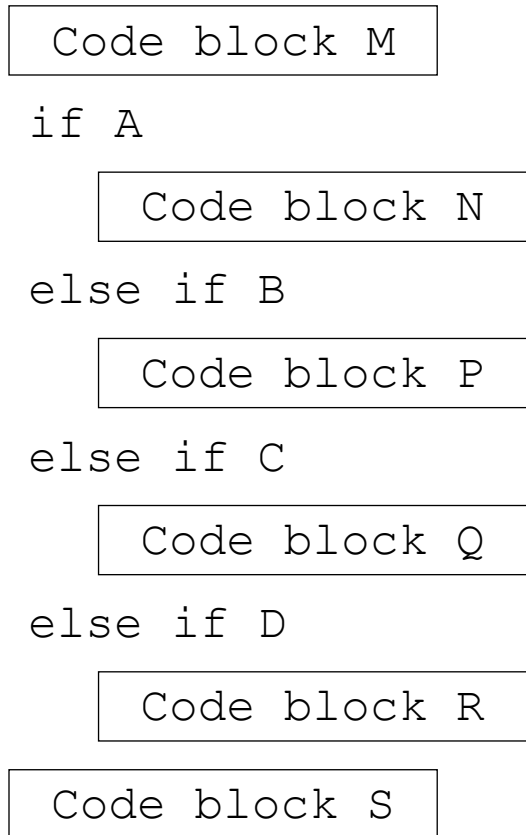 Code block M
if A
Code block N
else if B
Code block P
else if C
Code block Q
else if D
Code block R
Code block S